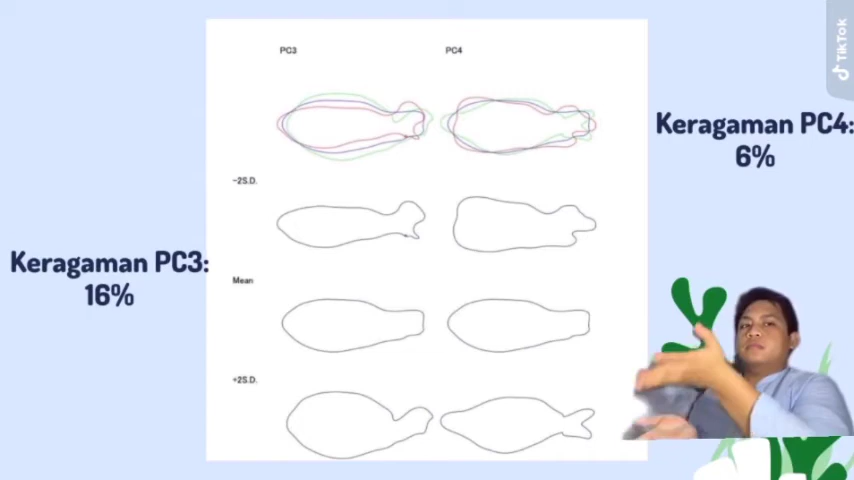 PC3
PC4
TikTok
Keragaman PC4:
6%
-2S.D.
Keragaman PC3:
16%
Mean
+2S.D.